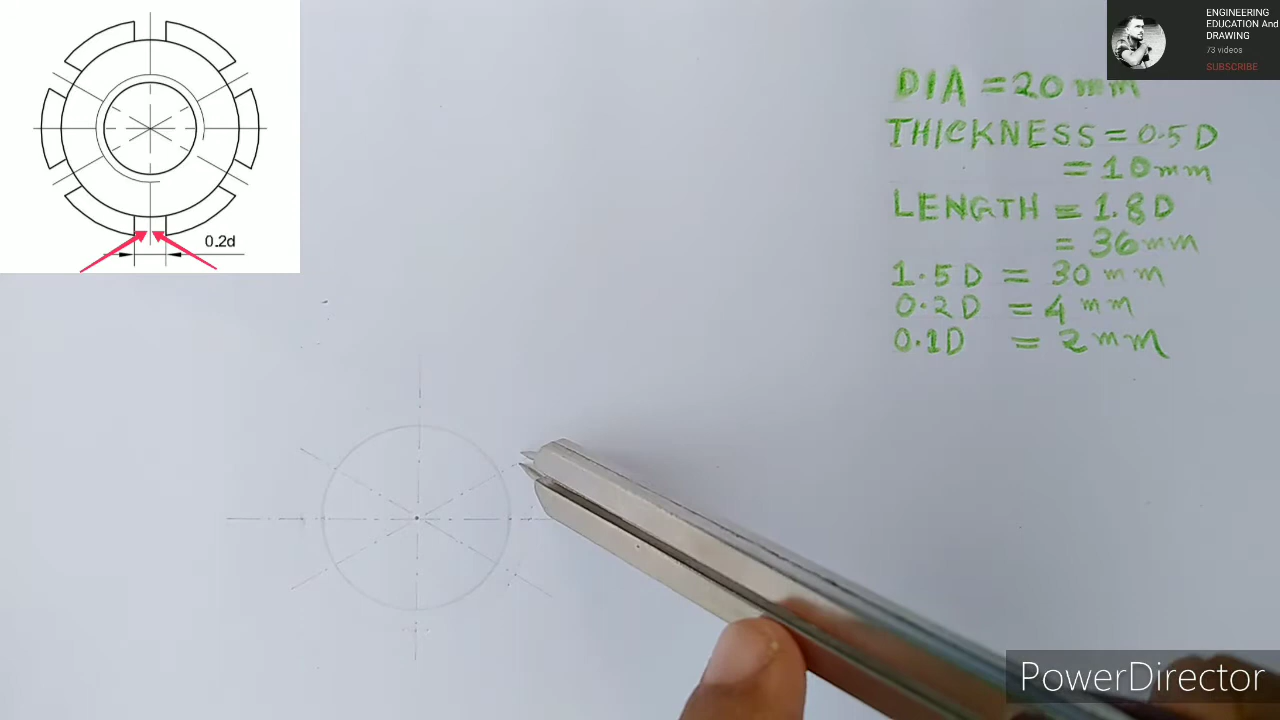 ENGINEERING
EDUCATION And
DRAWING
73 videos
SUBSCRIBE
DIA = 20 mm
THICKNESS = 0.5 D
= 10 mm
LENGTH = 1.8 D
= 36 mm
1.5 D = 30 mm
0.2 D = 4 mm
0.1D = 2 mm
0.2d
PowerDirector